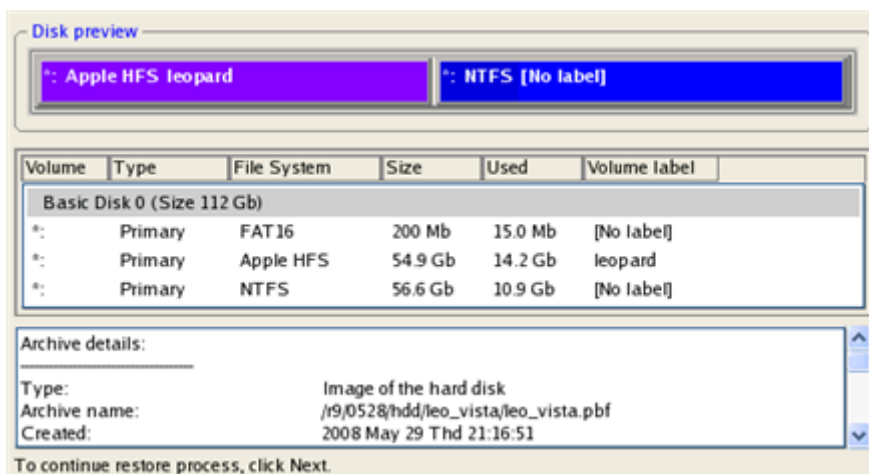 Disk preview
*: Apple HFS leopard
*: NTFS [No label]
Volume Type File System Size Used Volume label
Basic Disk 0 (Size 112 Gb)
*: Primary FAT16 200 Mb 15.0 Mb [No label]
*: Primary Apple HFS 54.9 Gb 14.2 Gb leopard
*: Primary NTFS 56.6 Gb 10.9 Gb [No label]
Archive details:
------------------------------------
Type: Image of the hard disk
Archive name: /r9/0528/hdd/leo_vista/leo_vista.pbf
Created: 2008 May 29 Thd 21:16:51
To continue restore process, click Next.